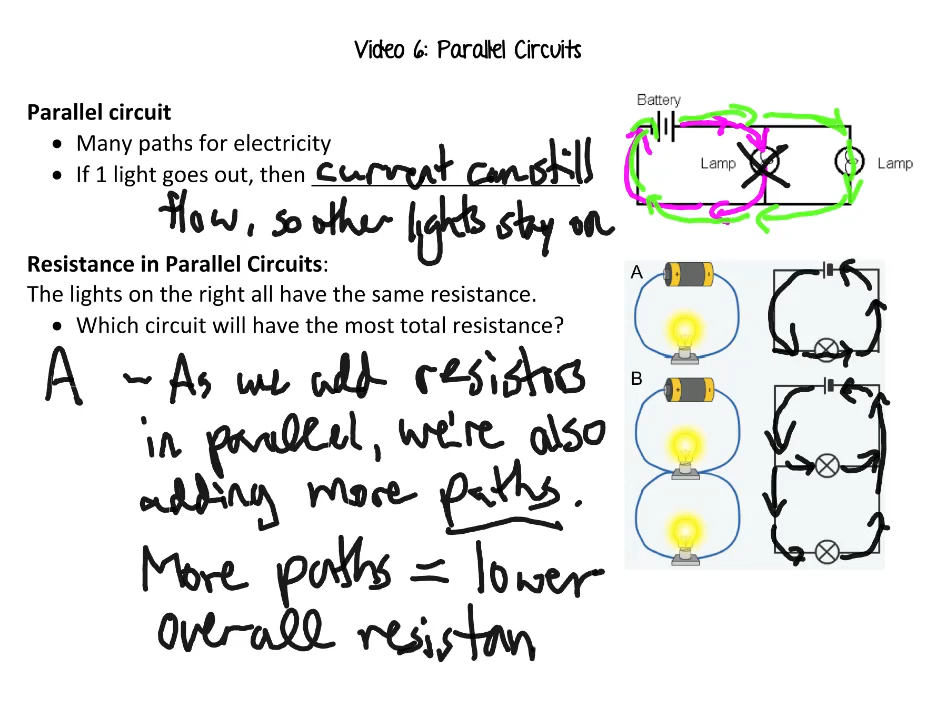 Video 6: Parallel Circuits
Parallel circuit
• Many paths for electricity
• If 1 light goes out, then current can still
flow, so other lights stay on
Battery
Lamp
Lamp
Resistance in Parallel Circuits:
The lights on the right all have the same resistance.
• Which circuit will have the most total resistance?
A - As we add resistors
in parallel, we're also
adding more paths.
More paths = lower
overall resistan
A
B